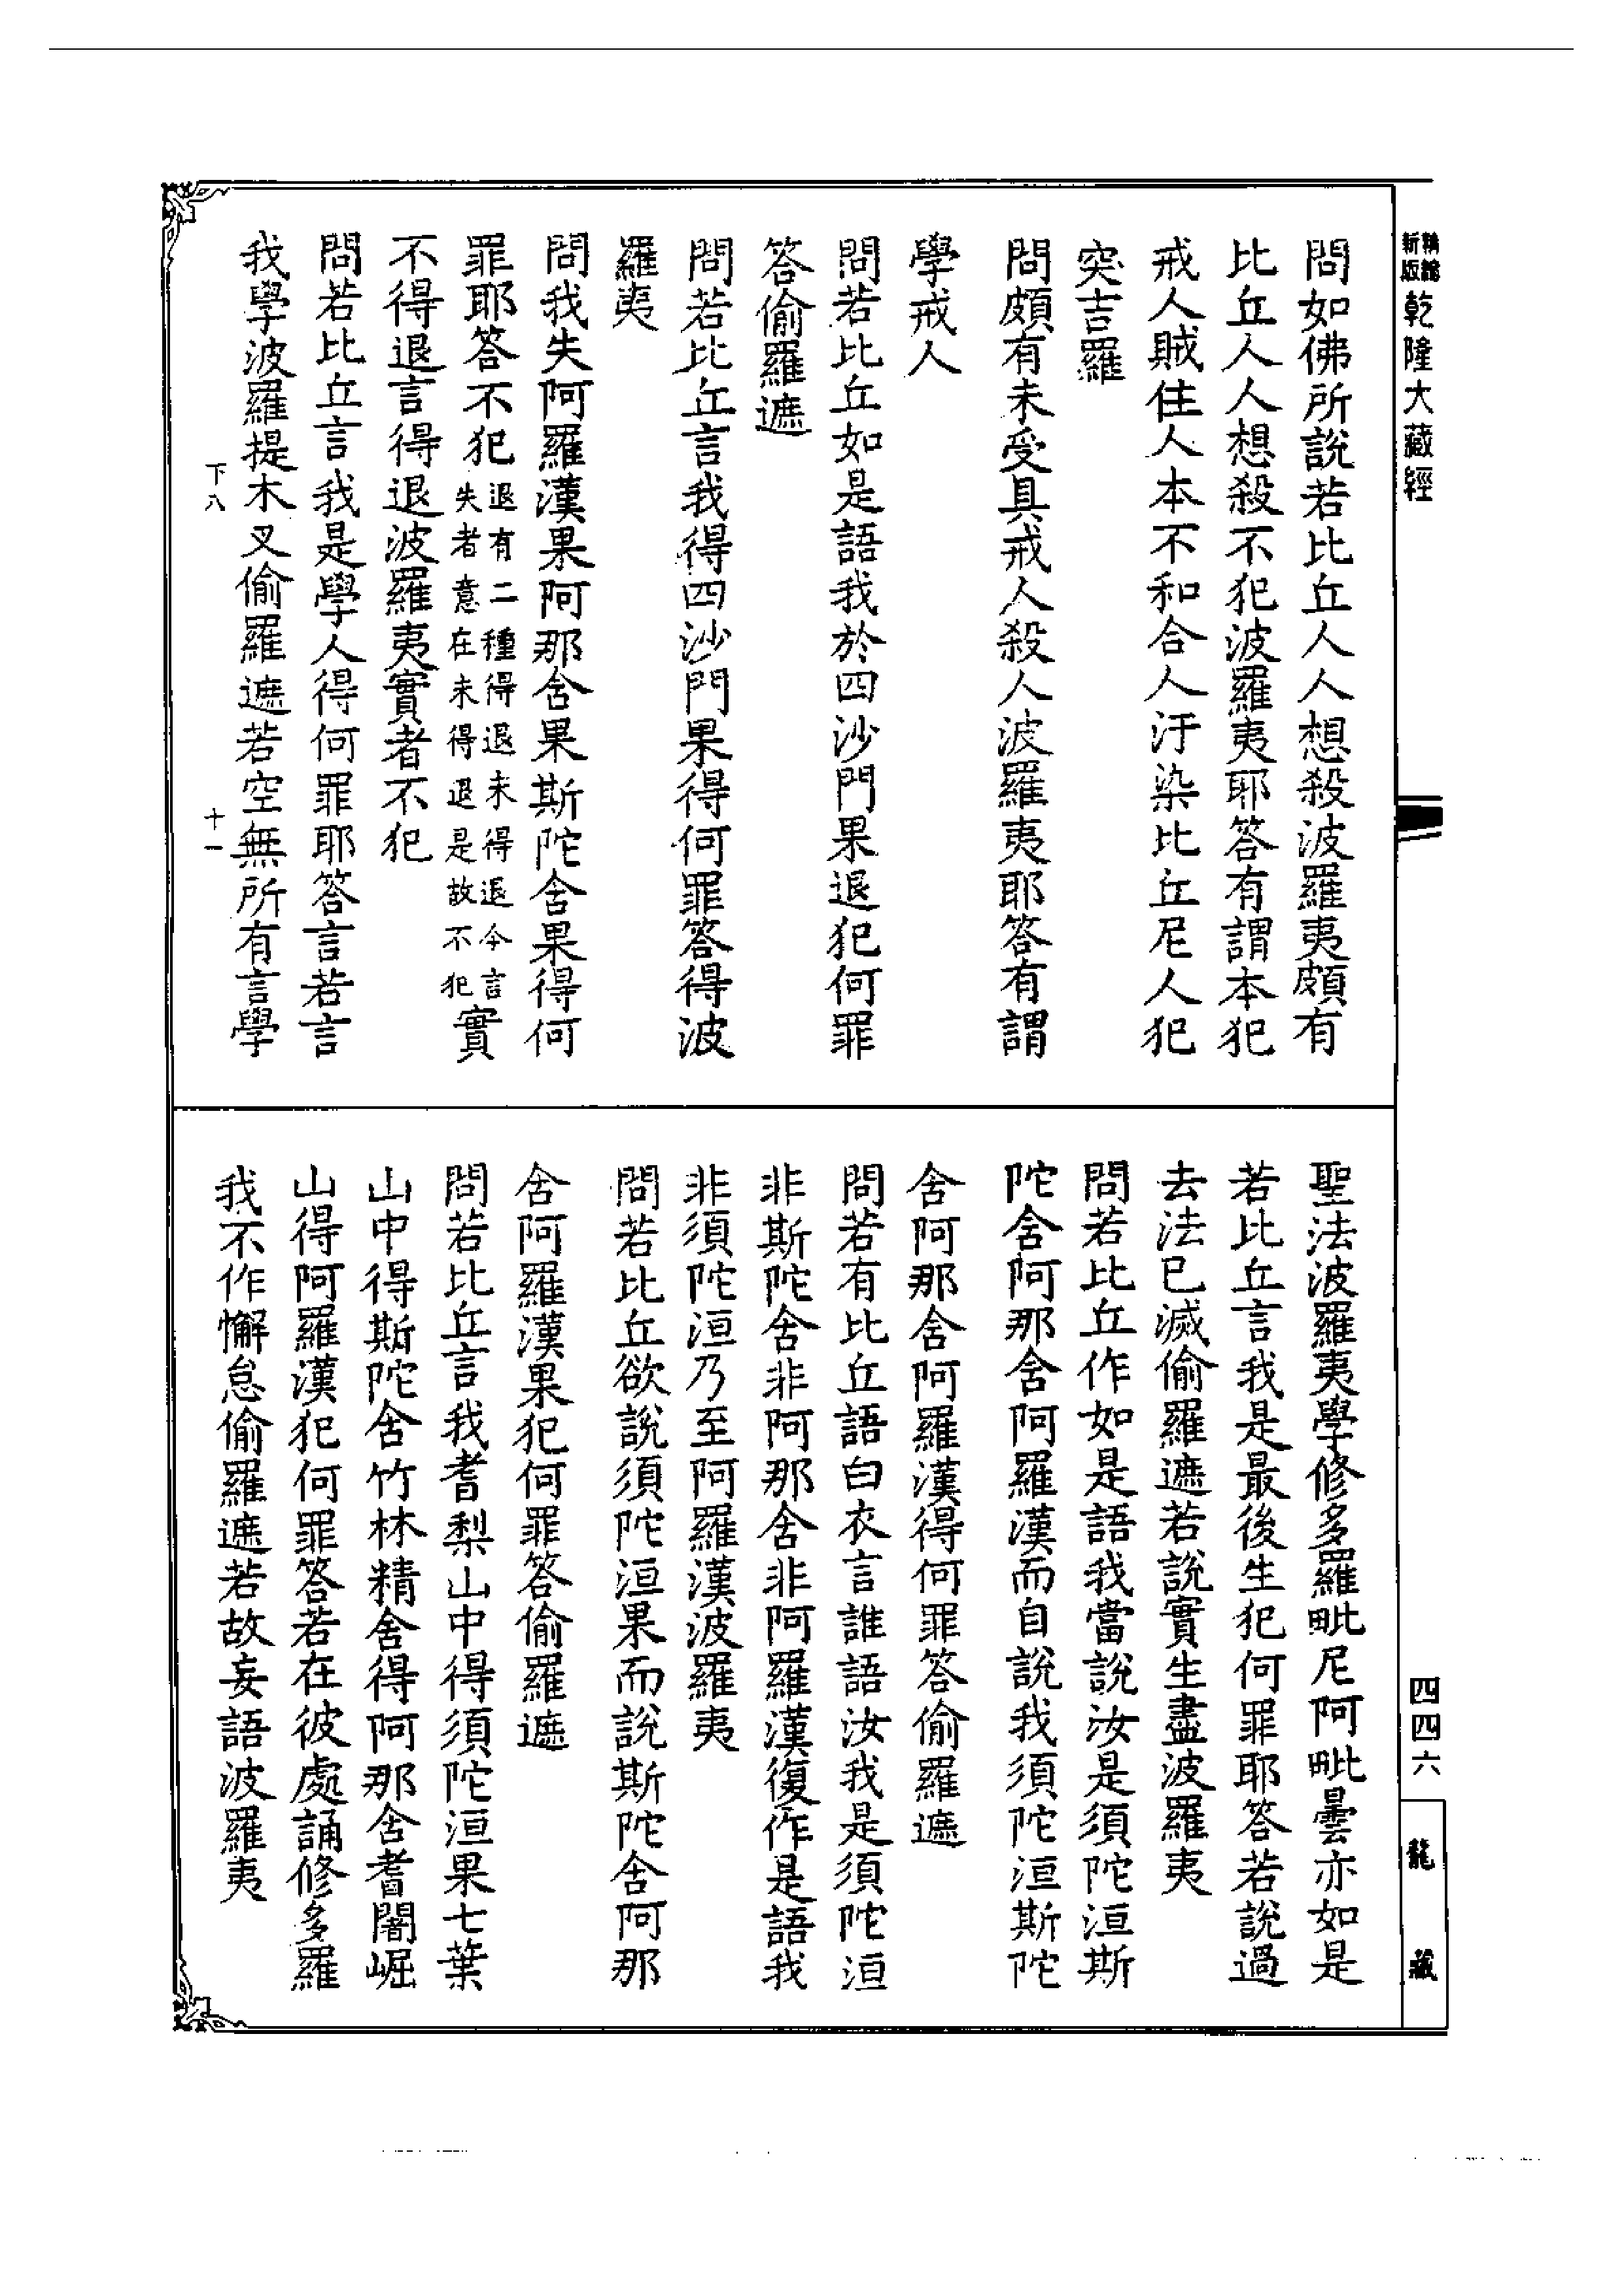 新版
乾隆大藏經
問如佛所說若比丘人人想殺波羅夷頗有
比丘人人想殺不犯波羅夷耶答有謂本犯
戒人賊住人本不和合人汙染比丘尼人犯
突吉羅
問頗有未受具戒人殺人波羅夷耶答有謂
學戒人
問若比丘如是語我於四沙門果退犯何罪
答偷羅遮
問若比丘言我得四沙門果得何罪答得波
羅夷
問我失阿羅漢果阿那含果斯陀含果得何
罪耶答不犯退有二種得退未得退今言失者意在未得退是故不犯實
不得退言得退波羅夷實者不犯
問若比丘言我是學人得何罪耶答言若言
我學波羅提木叉偷羅遮若空無所有言學
下八
十一
聖法波羅夷學修多羅毗尼阿毗曇亦如是
若比丘言我是最後生犯何罪耶答若說過
去法已滅偷羅遮若說實生盡波羅夷
問若比丘作如是語我當說汝是須陀洹斯
陀含阿那含阿羅漢而自說我須陀洹斯陀
含阿那含阿羅漢得何罪答偷羅遮
問若有比丘語白衣言誰語汝我是須陀洹
非斯陀含非阿那含非阿羅漢復作是語我
非須陀洹乃至阿羅漢波羅夷
問若比丘欲說須陀洹果而說斯陀含阿那
含阿羅漢果犯何罪答偷羅遮
問若比丘言我耆梨山中得須陀洹果七葉
山中得斯陀含竹林精舍得阿那含耆闍崛
山得阿羅漢犯何罪答若在彼處誦修多羅
我不作懈怠偷羅遮若故妄語波羅夷
四四六
龍藏